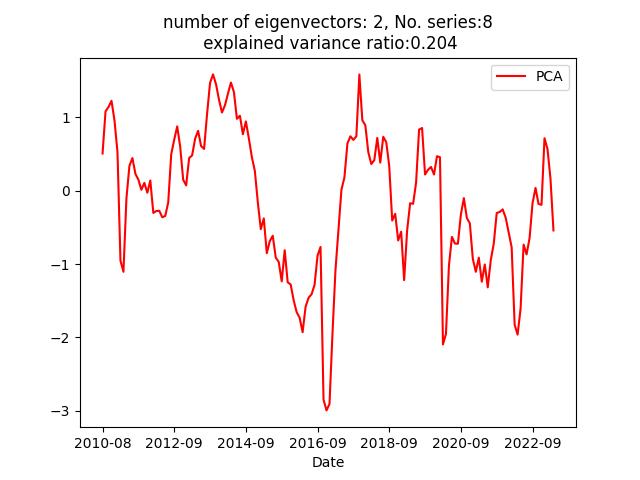 number of eigenvectors: 2, No. series:8
explained variance ratio:0.204
PCA
1
0
−1
−2
−3
2010-08 2012-09 2014-09 2016-09 2018-09 2020-09 2022-09
Date